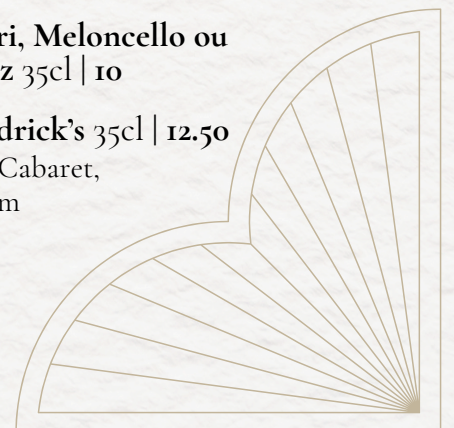 ri, Meloncello ou
z 35cl | 10
drick's 35cl | 12.50
Cabaret,
m